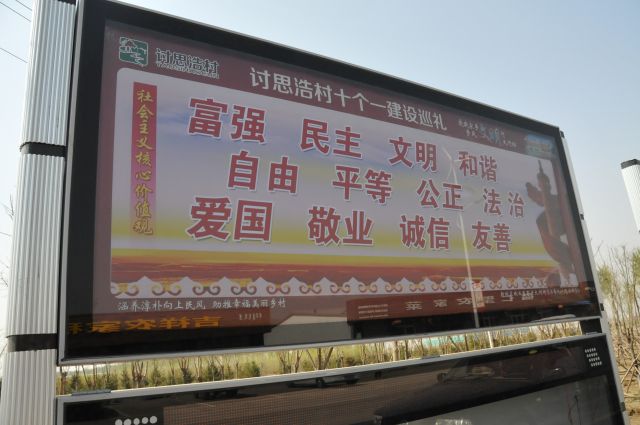 讨思浩村
TAOSIHAOCUN
讨思浩村十个一建设巡礼
社会主义核心价值观
富强 民主 文明 和谐
自由 平等 公正 法治
爱国 敬业 诚信 友善
涵养淳朴向上民风 助推幸福美丽乡村